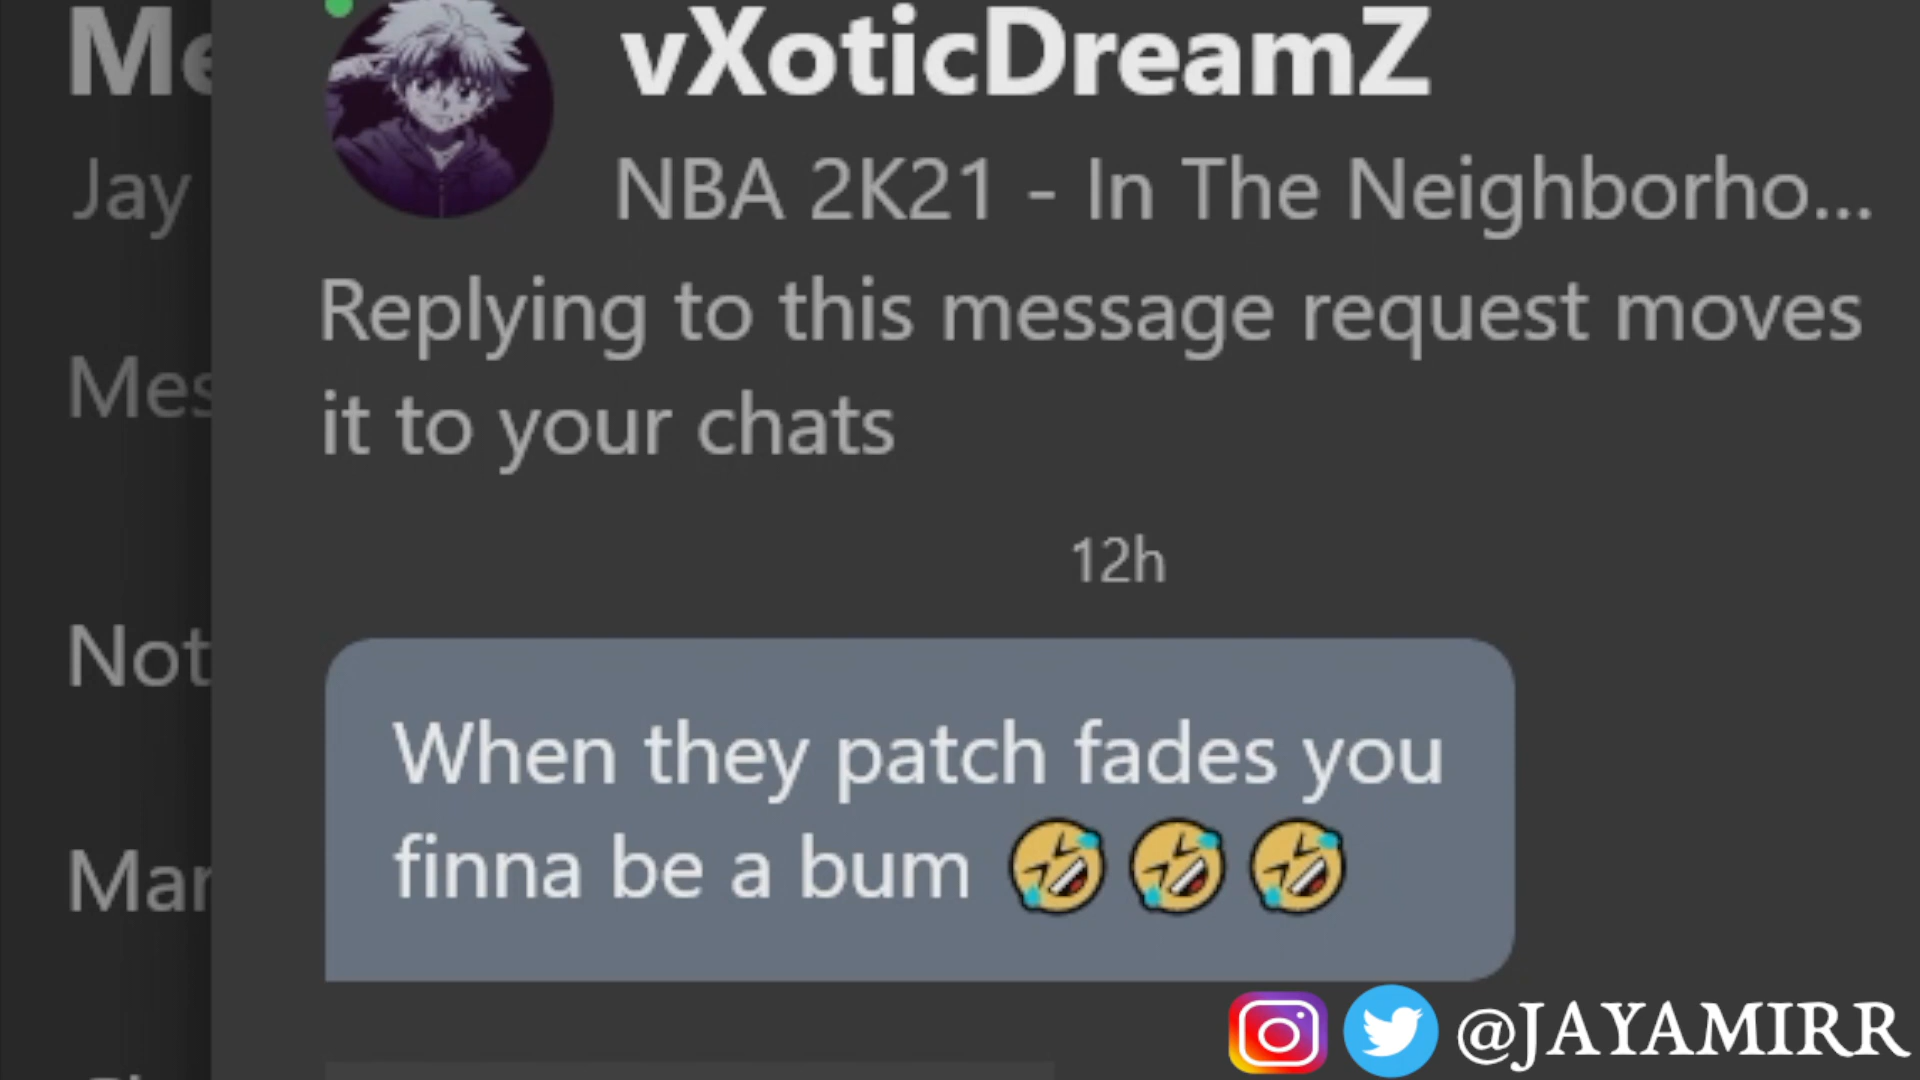 Me
Jay
Mes
Not
Mar
vXoticDreamZ
NBA 2K21 - In The Neighborho...
Replying to this message request moves
it to your chats
12h
When they patch fades you
finna be a bum 🤣🤣🤣
@JAYAMIRR